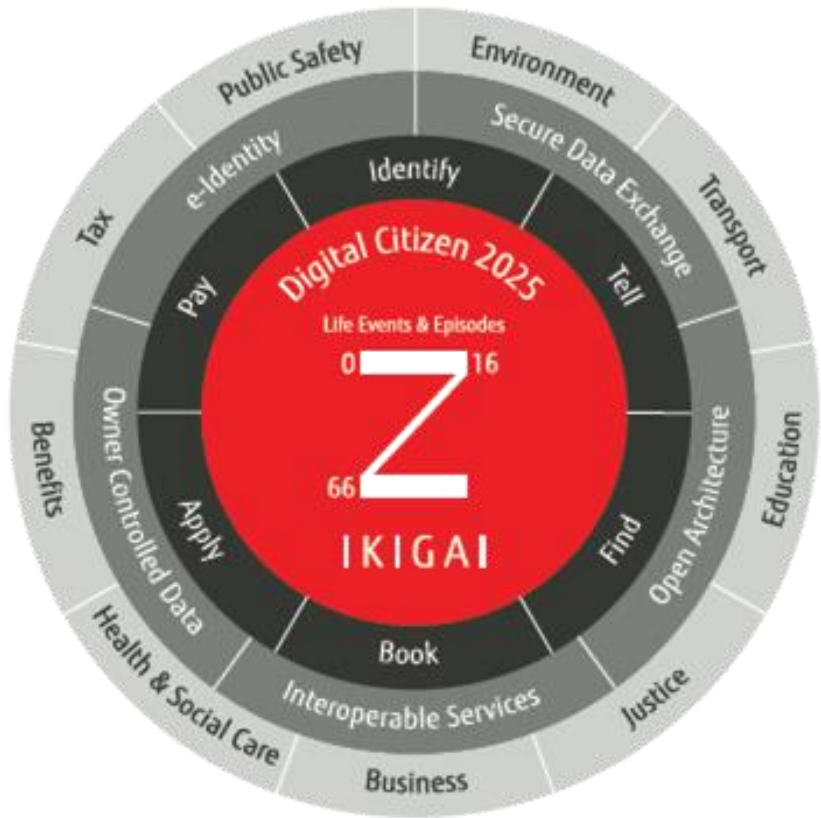 Public Safety
Environment
Transport
Education
Justice
Business
Health & Social Care
Benefits
Tax
e-Identity
Secure Data Exchange
Open Architecture
Interoperable Services
Owner Controlled Data
Identify
Tell
Find
Book
Apply
Pay
Digital Citizen 2025
Life Events & Episodes
0 Z 16
66
IKIGAI